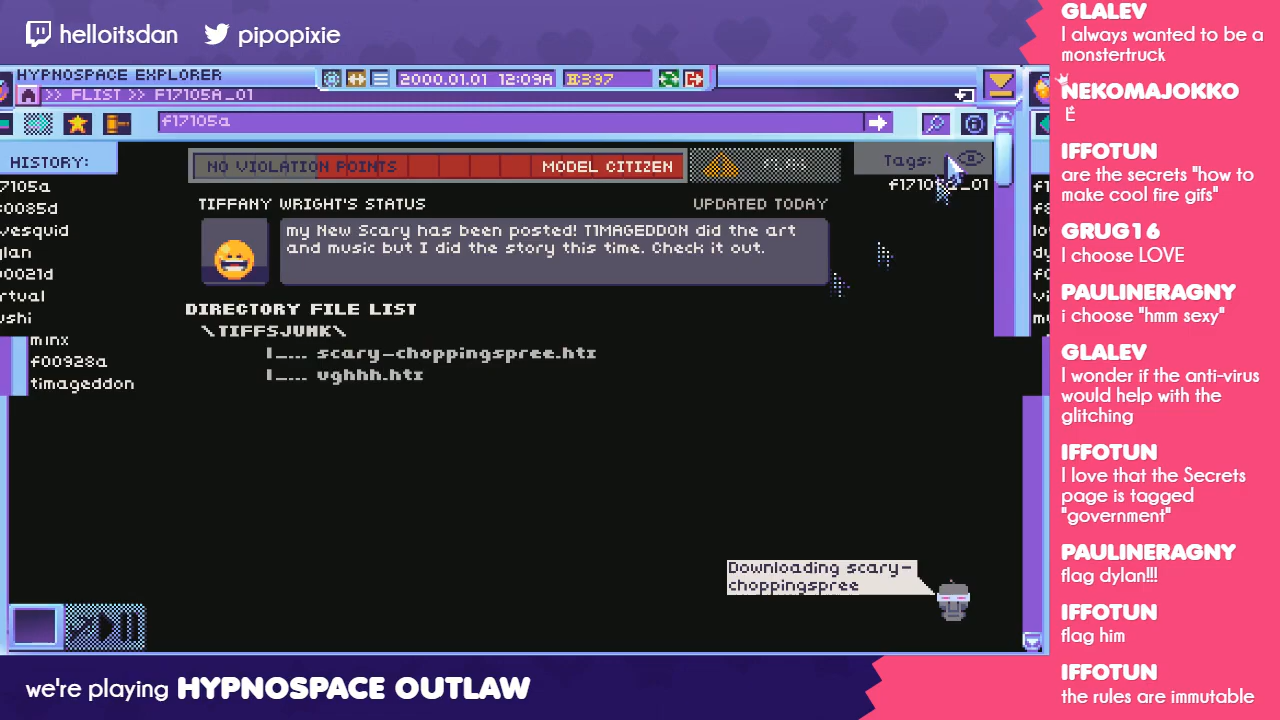 helloitsdan pipopixie
HYPNOSPACE EXPLORER
2000.01.01 12:09A
397
>> FLIST >> F17105A_01
f17105a
HISTORY:
7105a
0085d
vesquid
lan
0021d
rtual
ushi
minx
f00928a
timageddon
NO VIOLATION POINTS
MODEL CITIZEN
Tags:
TIFFANY WRIGHT'S STATUS
UPDATED TODAY
my New Scary has been posted! T1MAGEDDON did the art
and music but I did the story this time. Check it out.
DIRECTORY FILE LIST
\TIFFSJUNK\
|_... scary-choppingspree.htx
|_... vghhh.htx
Downloading scary-
choppingspree
we're playing HYPNOSPACE OUTLAW
GLALEV
I always wanted to be a
monstertruck
NEKOMAJOKKO
É
IFFOTUN
are the secrets "how to
make cool fire gifs"
GRUG16
I choose LOVE
PAULINERAGNY
i choose "hmm sexy"
GLALEV
I wonder if the anti-virus
would help with the
glitching
IFFOTUN
I love that the Secrets
page is tagged
"government"
PAULINERAGNY
flag dylan!!!
IFFOTUN
flag him
IFFOTUN
the rules are immutable